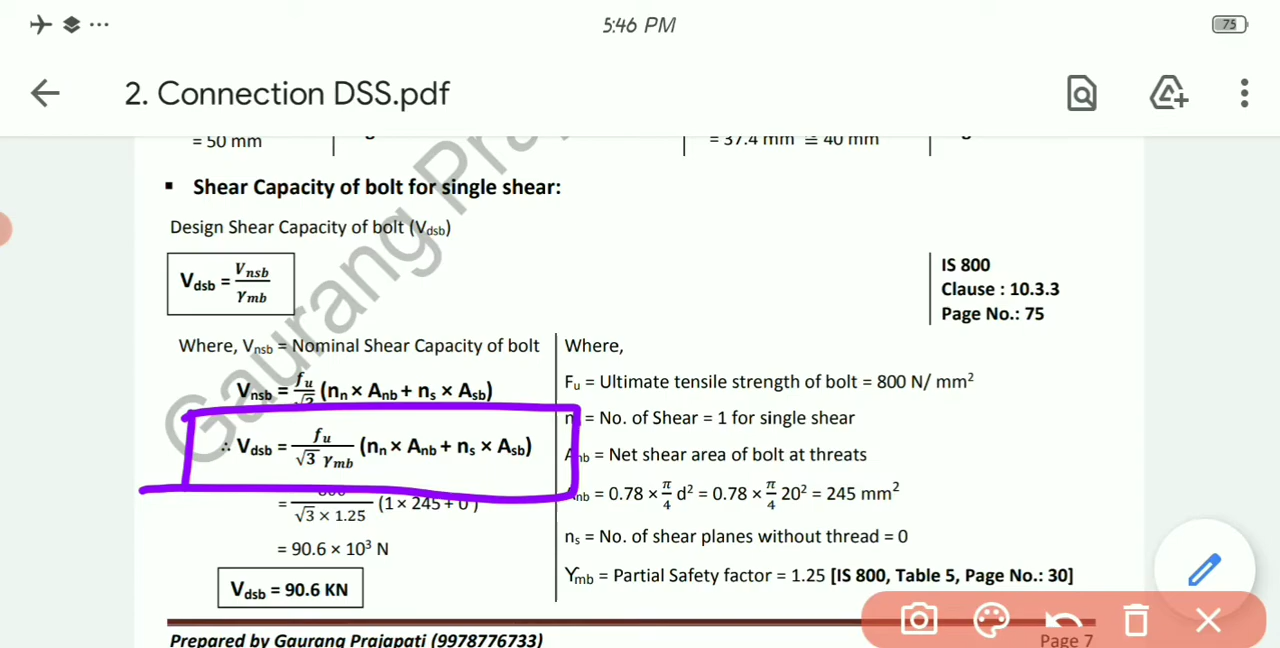 5:46 PM
75
2. Connection DSS.pdf
= 50 mm
= 37.4 mm ≅ 40 mm
▪ Shear Capacity of bolt for single shear:
Design Shear Capacity of bolt (Vdsb)
Vdsb = Vnsb / γmb
IS 800
Clause : 10.3.3
Page No.: 75
Where, Vnsb = Nominal Shear Capacity of bolt
Vnsb = fu / √3 (nn × Anb + ns × Asb)
∴ Vdsb = fu / √3 γmb (nn × Anb + ns × Asb)
= 800 / √3 × 1.25 (1 × 245 + 0 )
= 90.6 × 10³ N
Vdsb = 90.6 KN
Where,
Fu = Ultimate tensile strength of bolt = 800 N/ mm²
= No. of Shear = 1 for single shear
Anb = Net shear area of bolt at threats
Anb = 0.78 × π/4 d² = 0.78 × π/4 20² = 245 mm²
ns = No. of shear planes without thread = 0
Ymb = Partial Safety factor = 1.25 [IS 800, Table 5, Page No.: 30]
Prepared by Gaurang Prajapati (9978776733)
Page 7
Gaurang Pra